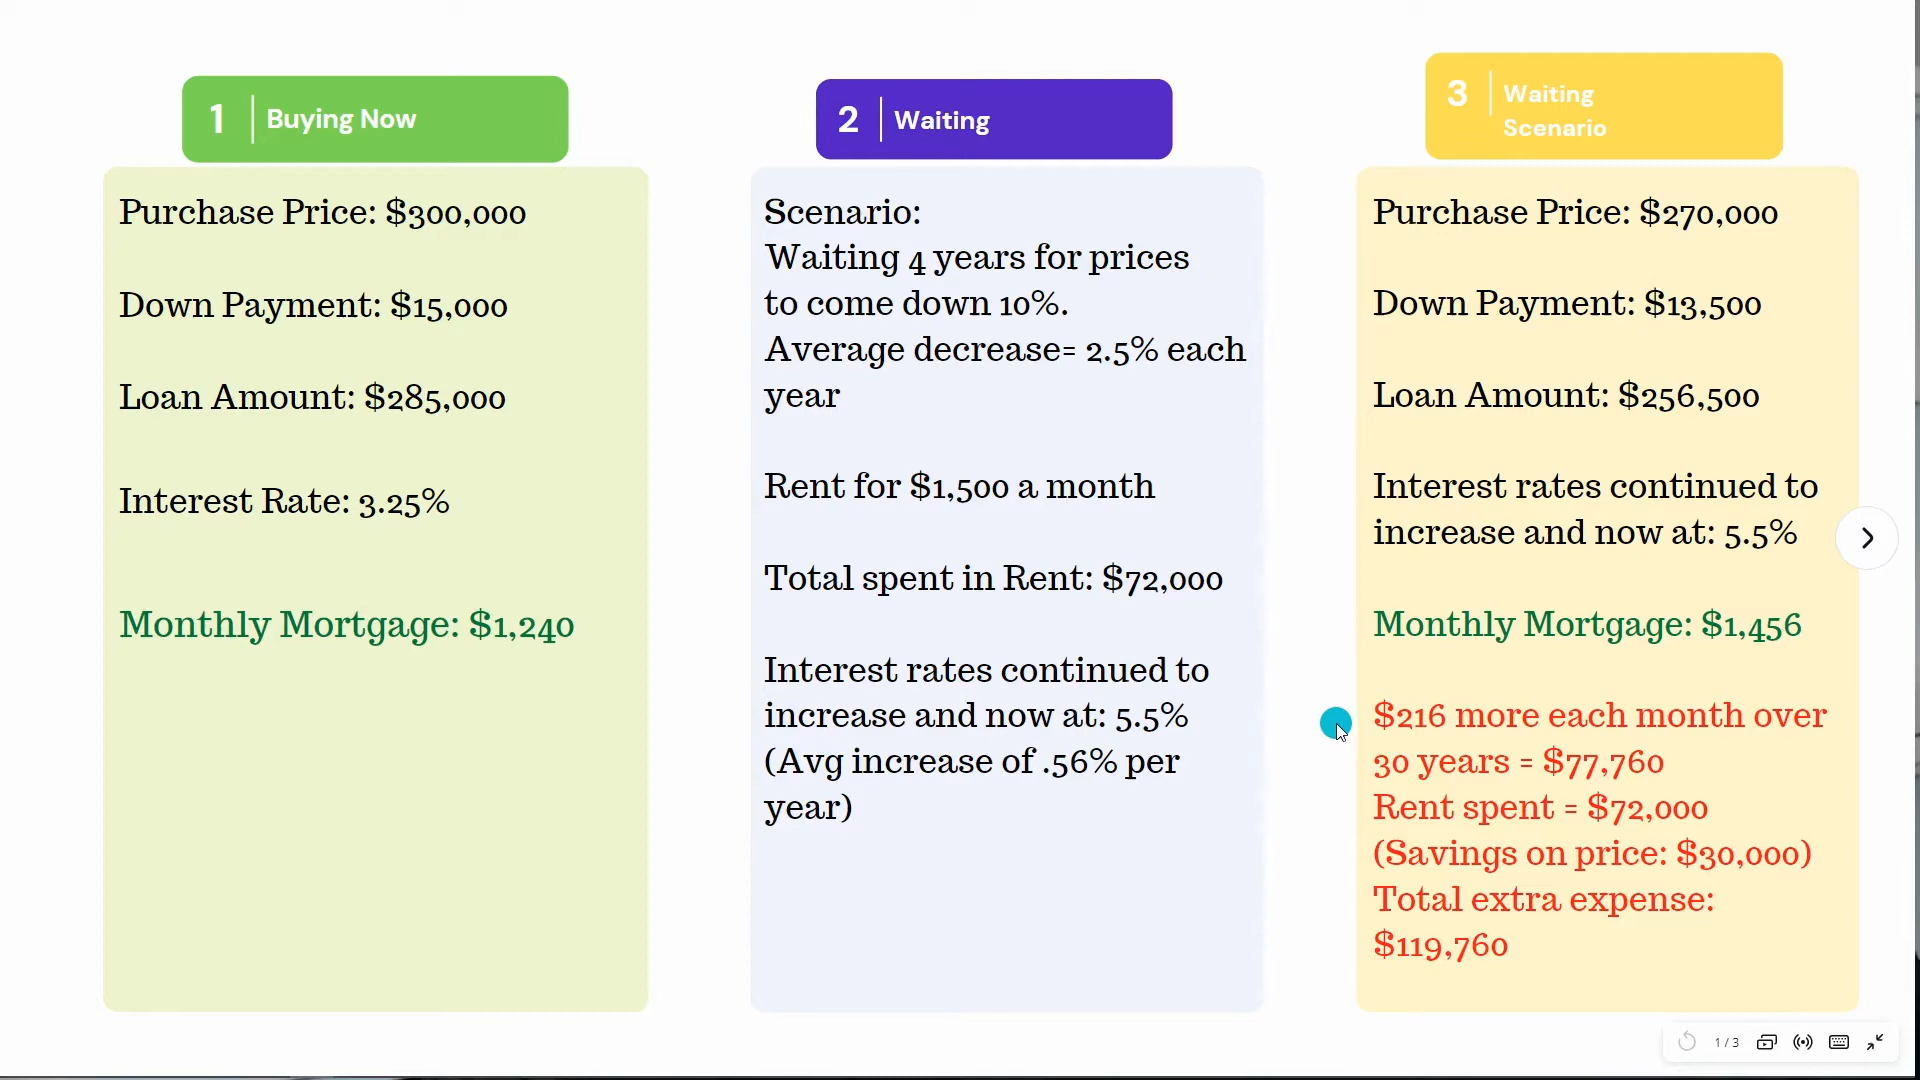 1 Buying Now
Purchase Price: $300,000
Down Payment: $15,000
Loan Amount: $285,000
Interest Rate: 3.25%
Monthly Mortgage: $1,240
2 Waiting
Scenario:
Waiting 4 years for prices
to come down 10%.
Average decrease= 2.5% each
year
Rent for $1,500 a month
Total spent in Rent: $72,000
Interest rates continued to
increase and now at: 5.5%
(Avg increase of .56% per
year)
3 Waiting
Scenario
Purchase Price: $270,000
Down Payment: $13,500
Loan Amount: $256,500
Interest rates continued to
increase and now at: 5.5%
Monthly Mortgage: $1,456
$216 more each month over
30 years = $77,760
Rent spent = $72,000
(Savings on price: $30,000)
Total extra expense:
$119,760
1 / 3